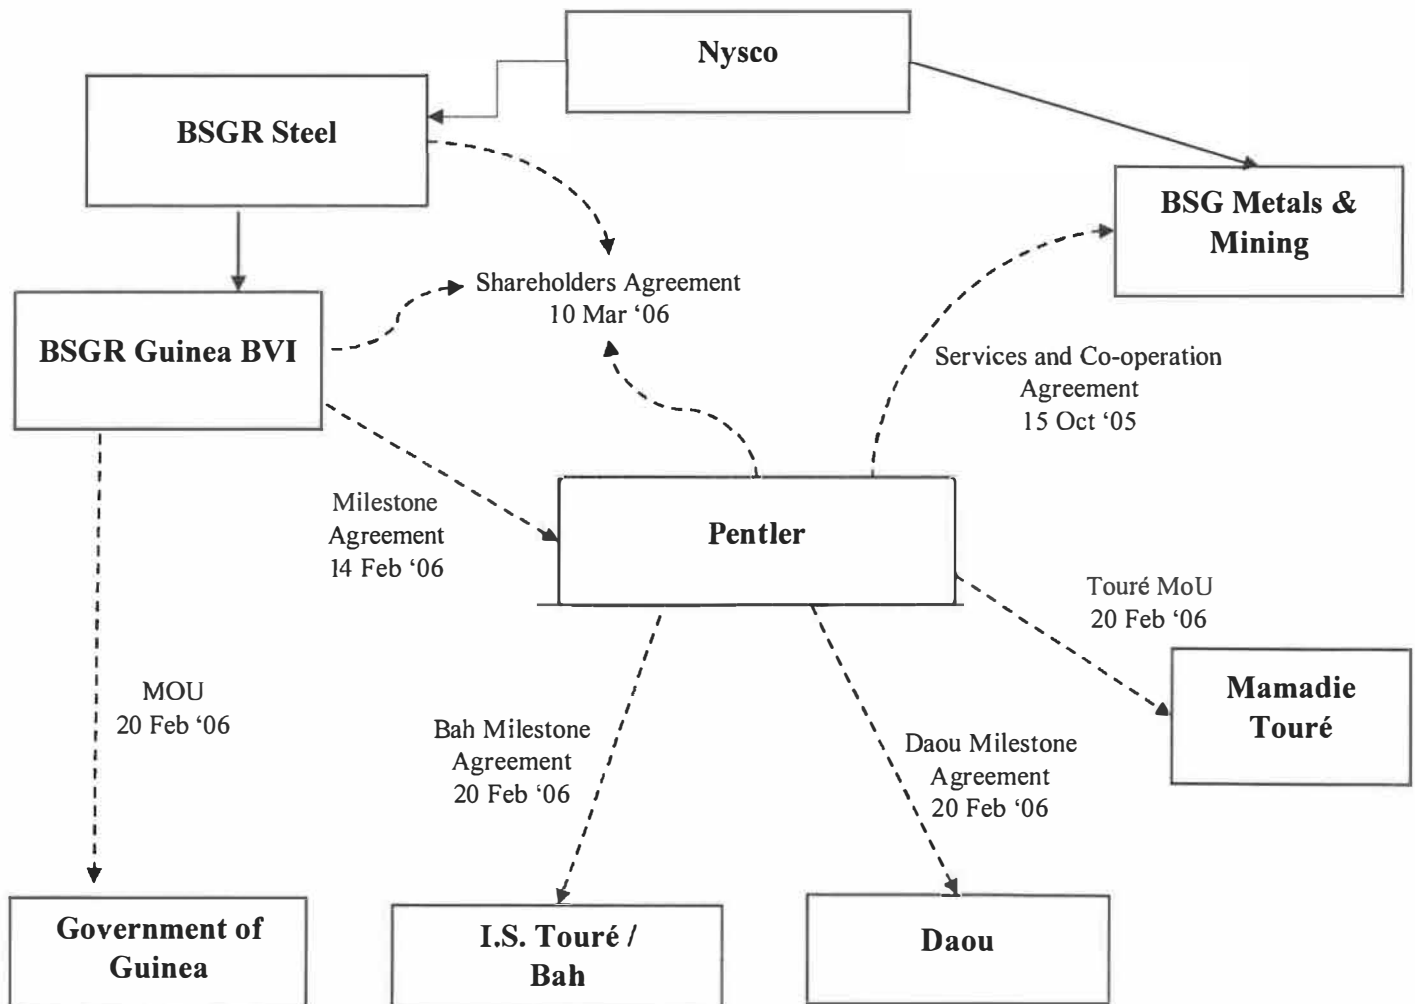 Nysco
BSGR Steel
BSG Metals &
Mining
Shareholders Agreement
10 Mar ‘06
BSGR Guinea BVI
Services and Co-operation
Agreement
15 Oct ‘05
Milestone
Agreement
14 Feb ‘06
Pentler
Touré MoU
20 Feb ‘06
MOU
20 Feb ‘06
Bah Milestone
Agreement
20 Feb ‘06
Daou Milestone
Agreement
20 Feb ‘06
Mamadie
Touré
Government of
Guinea
I.S. Touré /
Bah
Daou